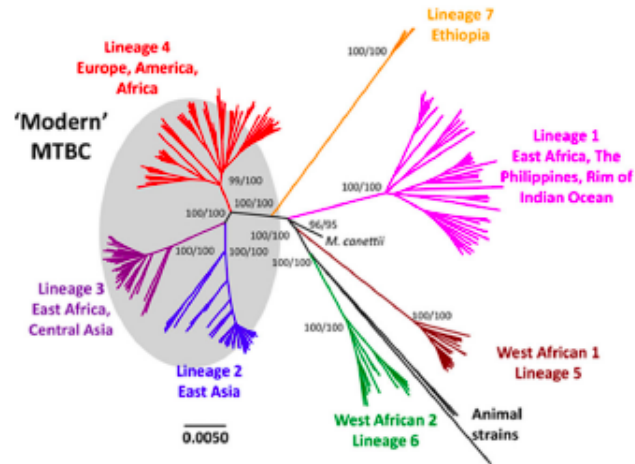 Lineage 4
Europe, America,
Africa
'Modern'
MTBC
Lineage 7
Ethiopia
100/100
Lineage 1
East Africa, The
Philippines, Rim of
Indian Ocean
100/100
99/100
100/100
100/100
96/95
M. canettii
100/100
100/100
100/100
100/100
Lineage 3
East Africa,
Central Asia
100/100
100/100
Lineage 2
East Asia
West African 1
Lineage 5
West African 2
Lineage 6
Animal
strains
0.0050